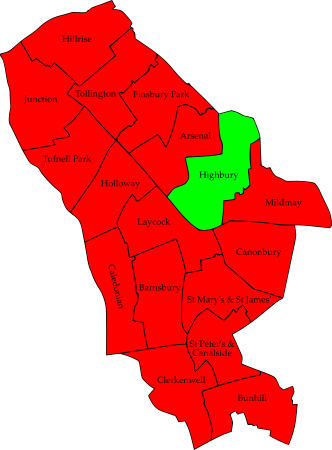 Hillrise
Junction
Tollington
Finsbury Park
Arsenal
Tufnell Park
Highbury
Holloway
Mildmay
Laycock
Canonbury
Caledonian
Barnsbury
St Mary's & St James'
St Peter's &
Canalside
Clerkenwell
Bunhill